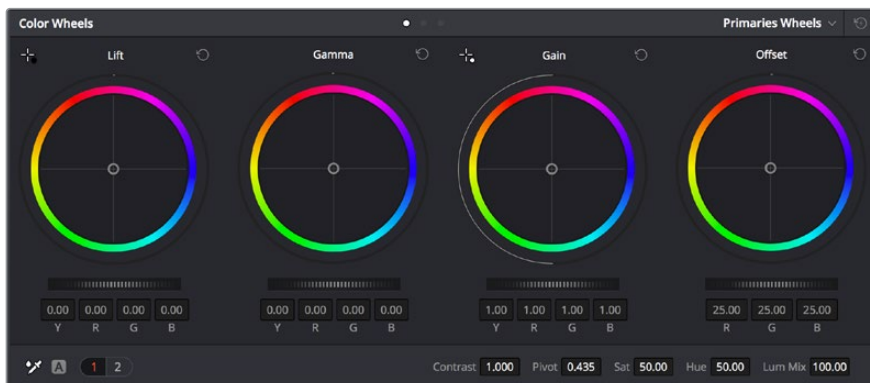 Color Wheels Primaries Wheels
Lift Gamma Gain Offset
0.00 0.00 0.00 0.00 0.00 0.00 0.00 0.00 1.00 1.00 1.00 1.00 25.00 25.00 25.00
Y R G B Y R G B Y R G B R G B
A 1 2 Contrast 1.000 Pivot 0.435 Sat 50.00 Hue 50.00 Lum Mix 100.00